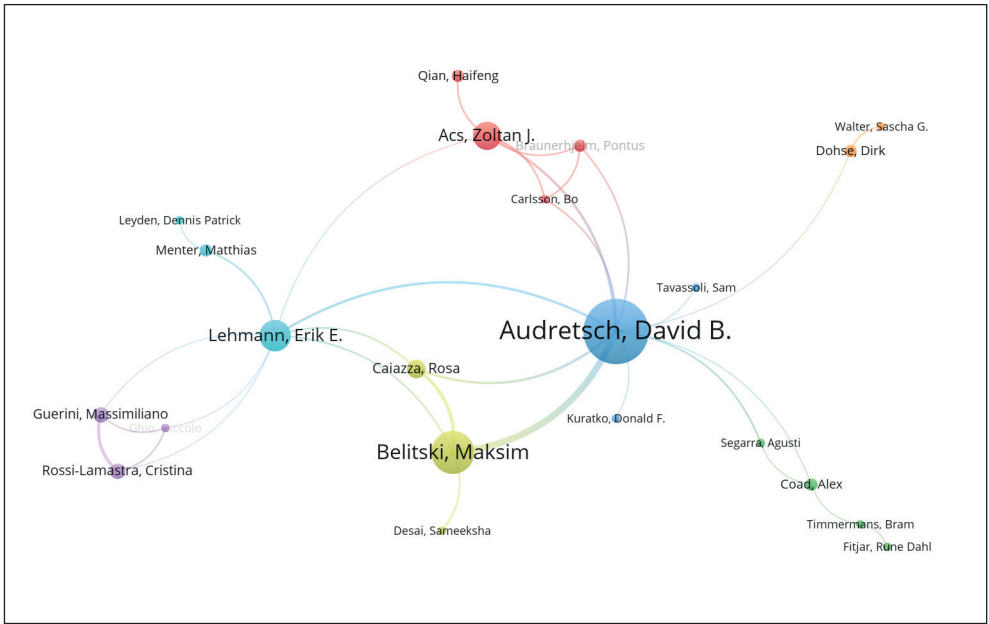 Qian, Haifeng
Acs, Zoltan J.
Braunerhjelm, Pontus
Carlsson, Bo
Walter, Sascha G.
Dohse, Dirk
Leyden, Dennis Patrick
Menter, Matthias
Tavassoli, Sam
Lehmann, Erik E.
Audretsch, David B.
Caiazza, Rosa
Guerini, Massimiliano
Ghio, Niccolo
Kuratko, Donald F.
Rossi-Lamastra, Cristina
Belitski, Maksim
Segarra, Agusti
Coad, Alex
Desai, Sameeksha
Timmermans, Bram
Fitjar, Rune Dahl